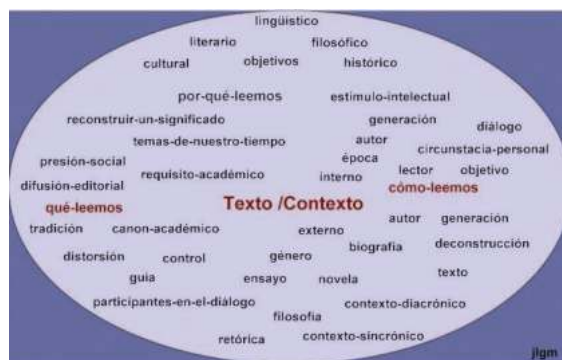 lingüístico
literario filosófico
cultural objetivos histórico
por-qué-leemos estímulo-intelectual
reconstruir-un-significado generación diálogo
temas-de-nuestro-tiempo autor circunstacia-personal
presión-social época
requisito-académico interno lector objetivo
difusión-editorial cómo-leemos
qué-leemos Texto /Contexto
tradición canon-académico externo autor generación
distorsión control género biografía deconstrucción
guía ensayo novela texto
participantes-en-el-diálogo contexto-diacrónico
filosofía
retórica contexto-sincrónico
jlgm